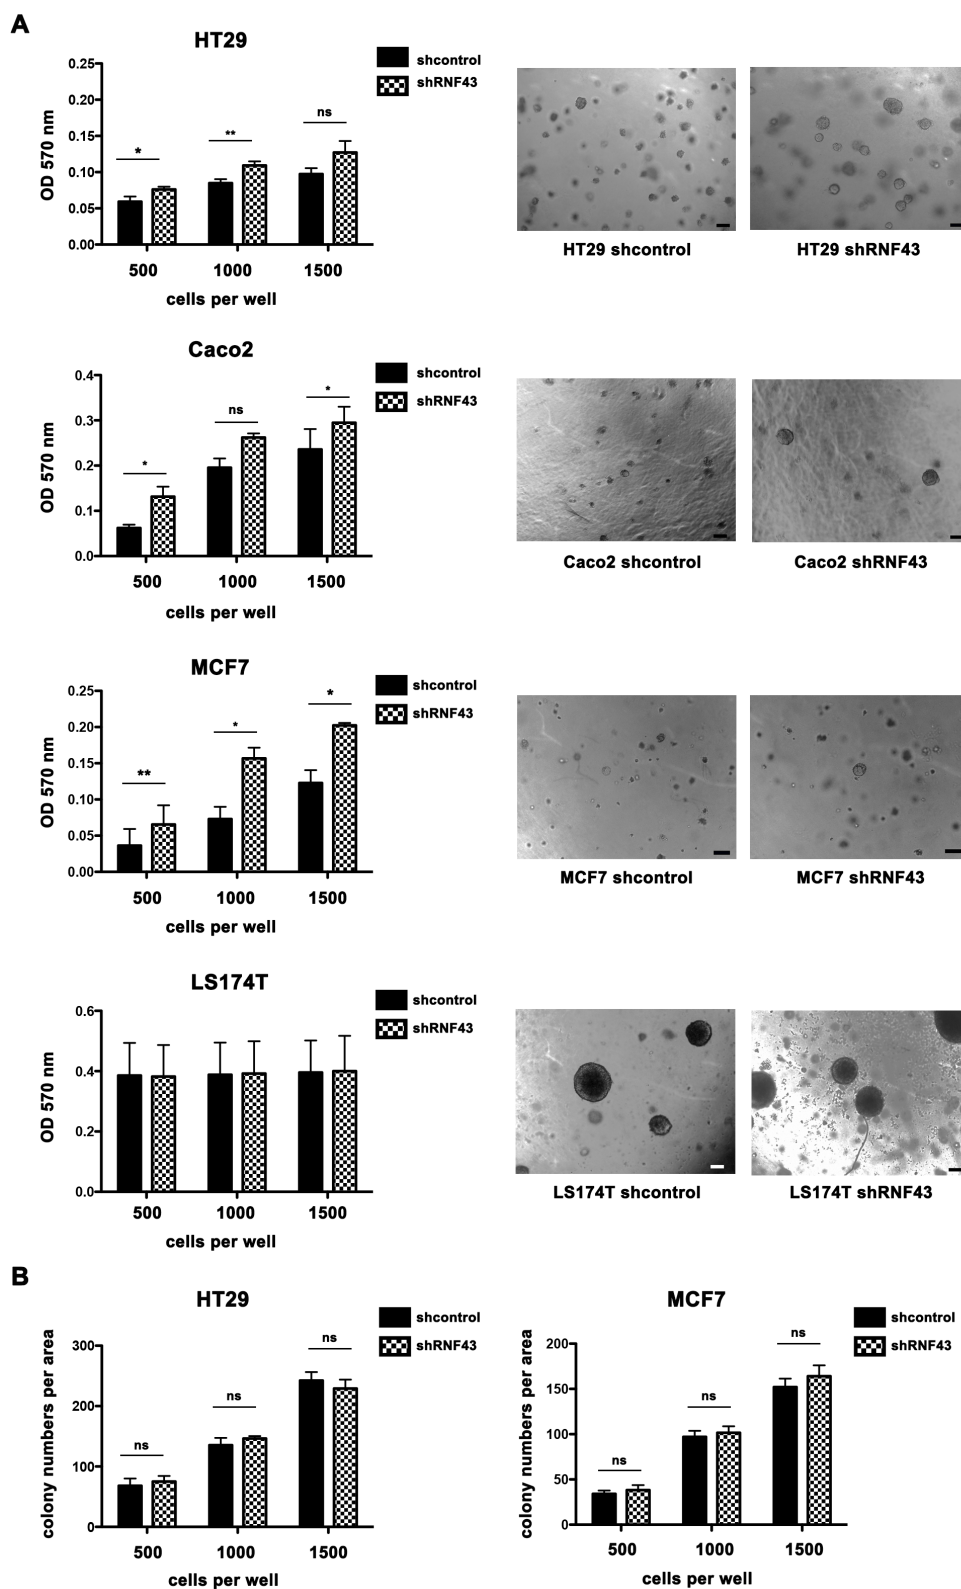 A
HT29
shcontrol
shRNF43
0.25
0.20
0.15
0.10
0.05
0.00
OD 570 nm
*
**
ns
500 1000 1500
cells per well
HT29 shcontrol
HT29 shRNF43
Caco2
shcontrol
shRNF43
0.4
0.3
0.2
0.1
0.0
OD 570 nm
*
ns
*
500 1000 1500
cells per well
Caco2 shcontrol
Caco2 shRNF43
MCF7
shcontrol
shRNF43
0.25
0.20
0.15
0.10
0.05
0.00
OD 570 nm
**
*
*
500 1000 1500
cells per well
MCF7 shcontrol
MCF7 shRNF43
LS174T
shcontrol
shRNF43
0.6
0.4
0.2
0.0
OD 570 nm
500 1000 1500
cells per well
LS174T shcontrol
LS174T shRNF43
B
HT29
shcontrol
shRNF43
300
200
100
0
colony numbers per area
ns
ns
ns
500 1000 1500
cells per well
MCF7
shcontrol
shRNF43
200
150
100
50
0
colony numbers per area
ns
ns
ns
500 1000 1500
cells per well